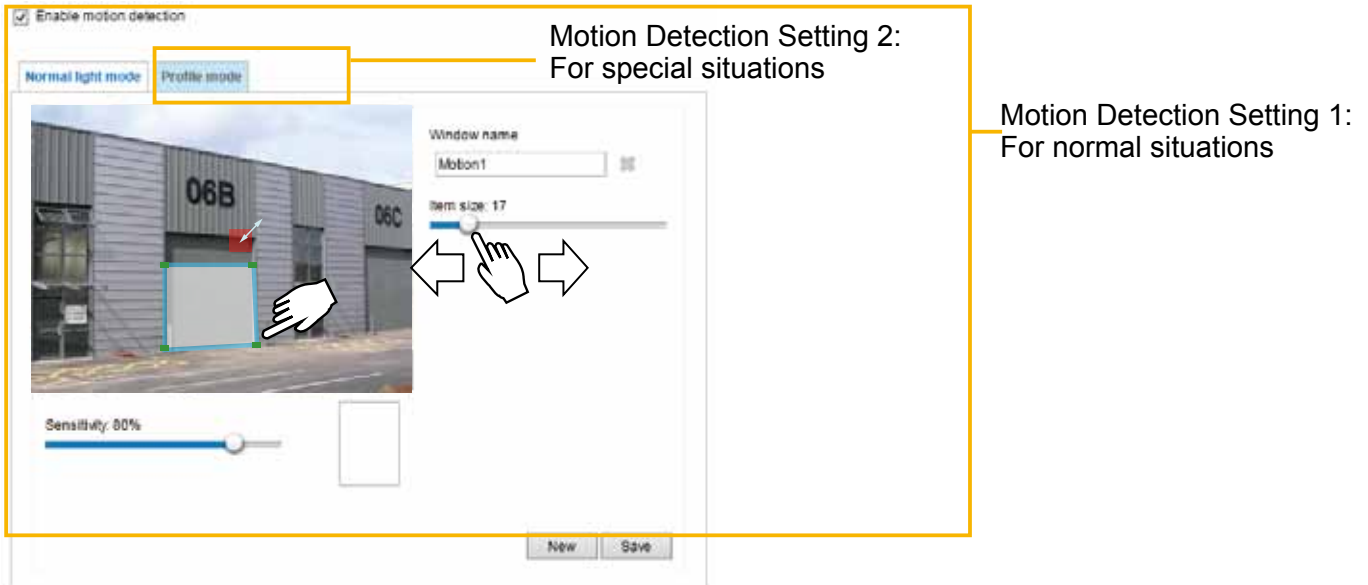 Enable motion detection
Motion Detection Setting 2:
For special situations
Normal light mode
Profile mode
Motion Detection Setting 1:
For normal situations
Window name
Motion1
Item size: 17
06B
06C
Sensitivity: 80%
New
Save